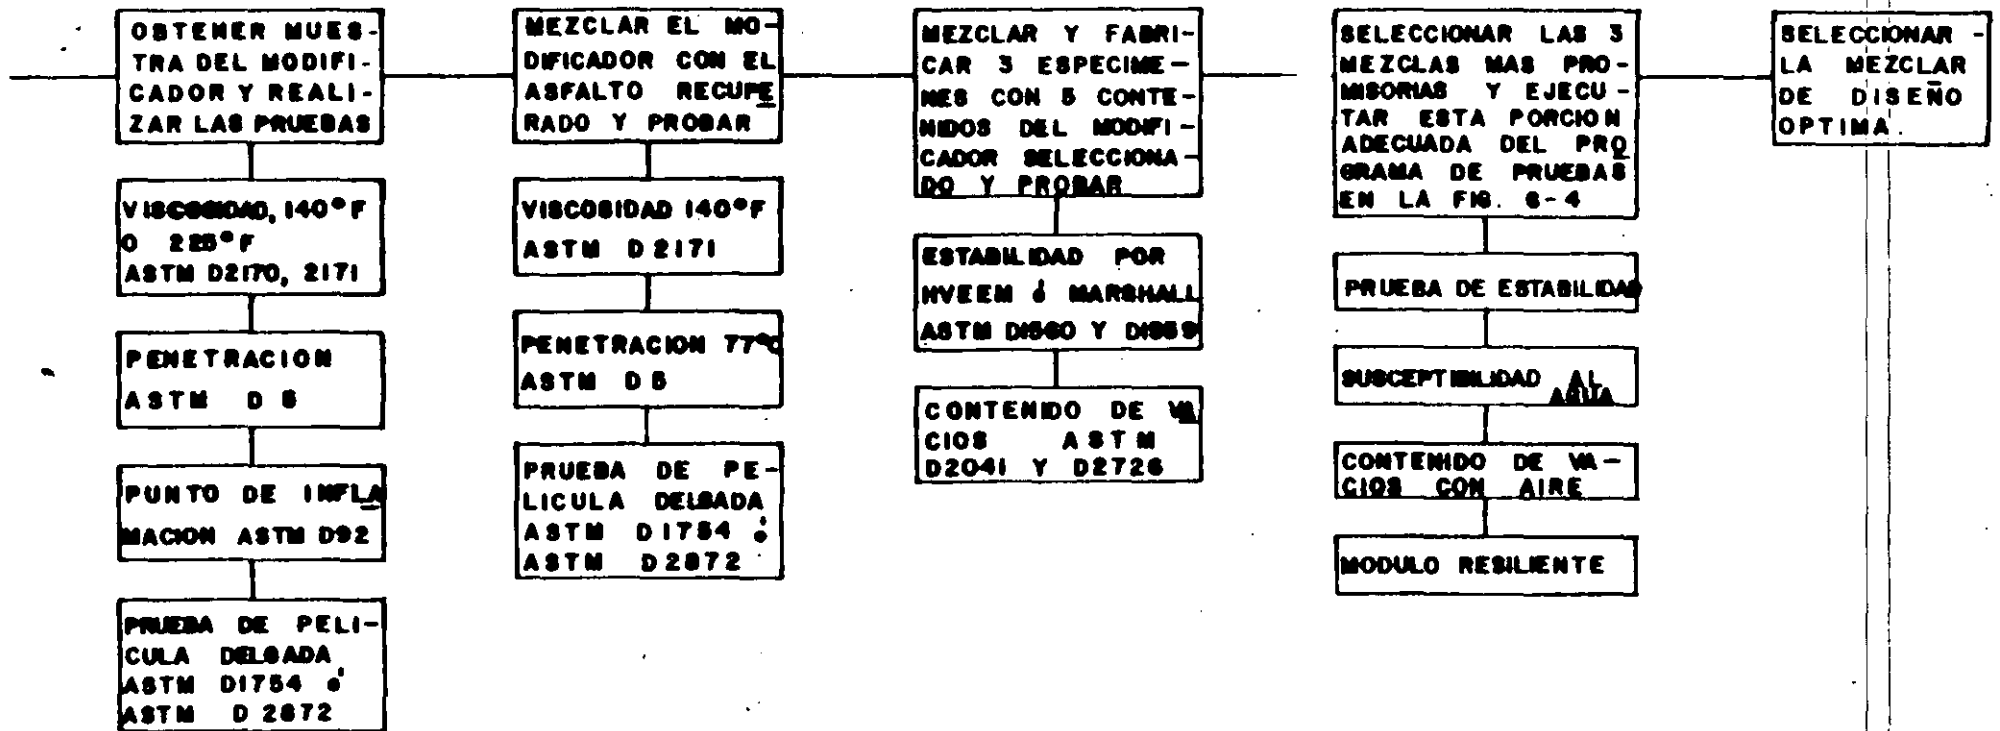 OBTENER MUES-
TRA DEL MODIFI-
CADOR Y REALI-
ZAR LAS PRUEBAS
VISCOSIDAD, 140°F
O 225°F
ASTM D2170, 2171
PENETRACION
ASTM D 5
PUNTO DE INFLA
MACION ASTM D92
PRUEBA DE PELI-
CULA DELGADA
ASTM D1754 ó
ASTM D 2872
MEZCLAR EL MO-
DIFICADOR CON EL
ASFALTO RECUPE
RADO Y PROBAR
VISCOSIDAD 140°F
ASTM D 2171
PENETRACION 77°C
ASTM D 5
PRUEBA DE PE-
LICULA DELGADA
ASTM D1754 ó
ASTM D2872
MEZCLAR Y FABRI-
CAR 3 ESPECIME-
NES CON 5 CONTE-
NIDOS DEL MODIFI-
CADOR SELECCIONA-
DO Y PROBAR
ESTABILIDAD POR
HVEEM ó MARSHALL
ASTM D1560 Y D1559
CONTENIDO DE VA
CIOS ASTM
D2041 Y D2726
SELECCIONAR LAS 3
MEZCLAS MAS PRO-
MISORIAS Y EJECU-
TAR ESTA PORCION
ADECUADA DEL PRO
GRAMA DE PRUEBAS
EN LA FIG. 6-4
PRUEBA DE ESTABILIDAD
SUSCEPTIBILIDAD AL
AGUA
CONTENIDO DE VA-
CIOS CON AIRE
MODULO RESILIENTE
SELECCIONAR -
LA MEZCLAR
DE DISEÑO
OPTIMA.